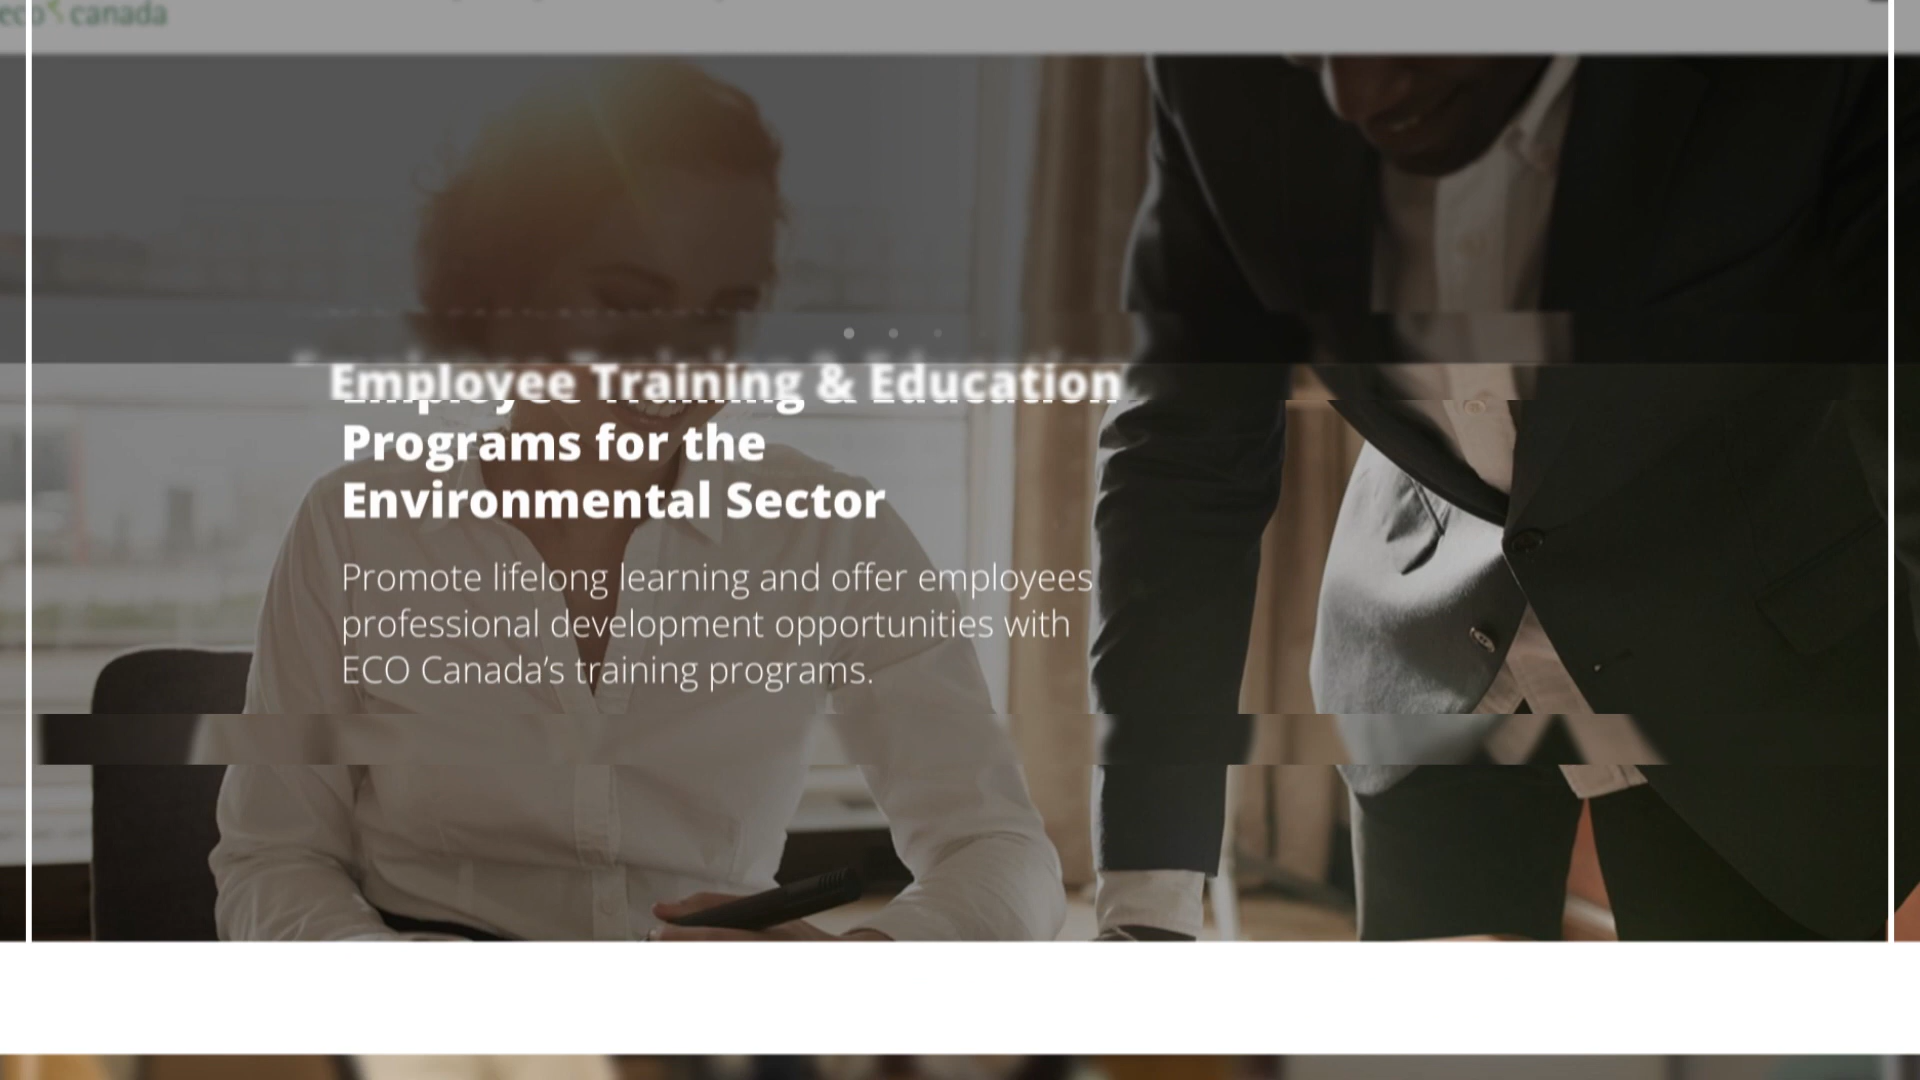 eco canada
Employee Training & Education
Programs for the
Environmental Sector
Promote lifelong learning and offer employees
professional development opportunities with
ECO Canada’s training programs.